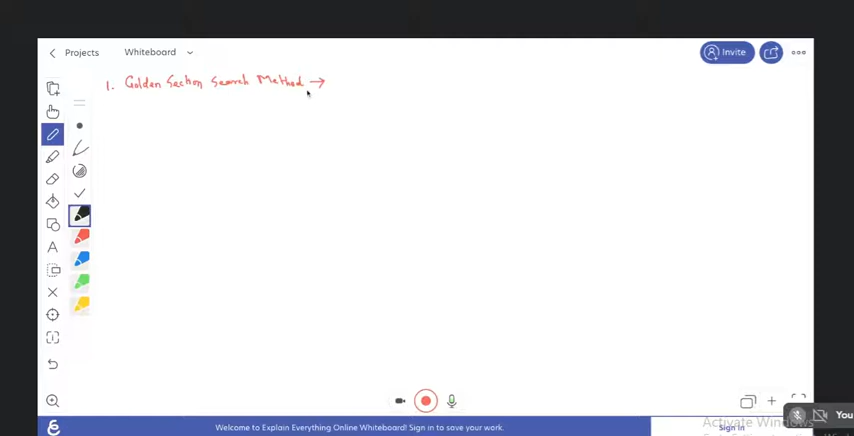 Projects
Whiteboard
Invite
1. Golden Section Search Method →
A
Welcome to Explain Everything Online Whiteboard! Sign in to save your work.
Sign in
Activate Windows
You